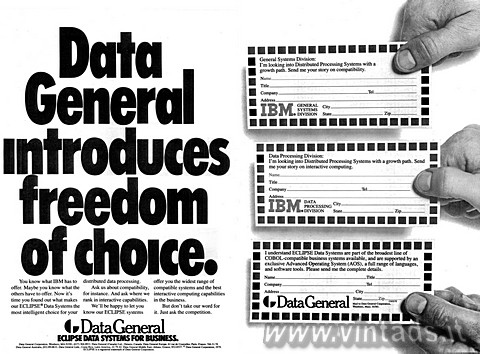 Data
General
introduces
freedom
of choice.
You know what IBM has to
offer. Maybe you know what the
others have to offer. Now it's
time you found out what makes
our ECLIPSE® Data Systems the
most intelligent choice for your
distributed data processing.
Ask us about compatibility,
for instance. And ask where we
rank in interactive capabilities.
We'll be happy to let you
know our ECLIPSE systems
offer you the widest range of
compatible systems and the best
interactive computing capabilities
in the business.
But don't take our word for
it. Just ask the competition.
Data General
ECLIPSE DATA SYSTEMS FOR BUSINESS.
General Systems Division:
I'm looking into Distributed Processing Systems with a
growth path. Send me your story on compatibility.
Name
Title
Company Tel
Address
IBM GENERAL
SYSTEMS
DIVISION
City
State Zip
Data Processing Division:
I'm looking into Distributed Processing Systems with a growth path. Send
me your story on interactive computing.
Name
Title
Company Tel
Address
IBM DATA
PROCESSING
DIVISION
City
State Zip
I understand ECLIPSE Data Systems are part of the broadest line of
COBOL-compatible business systems available, and are supported by an
exclusive Advanced Operating System (AOS), a full range of languages,
and software tools. Please send me the complete details.
Name
Title
Company Tel
Address
City
State Zip
Data General
www.vintads